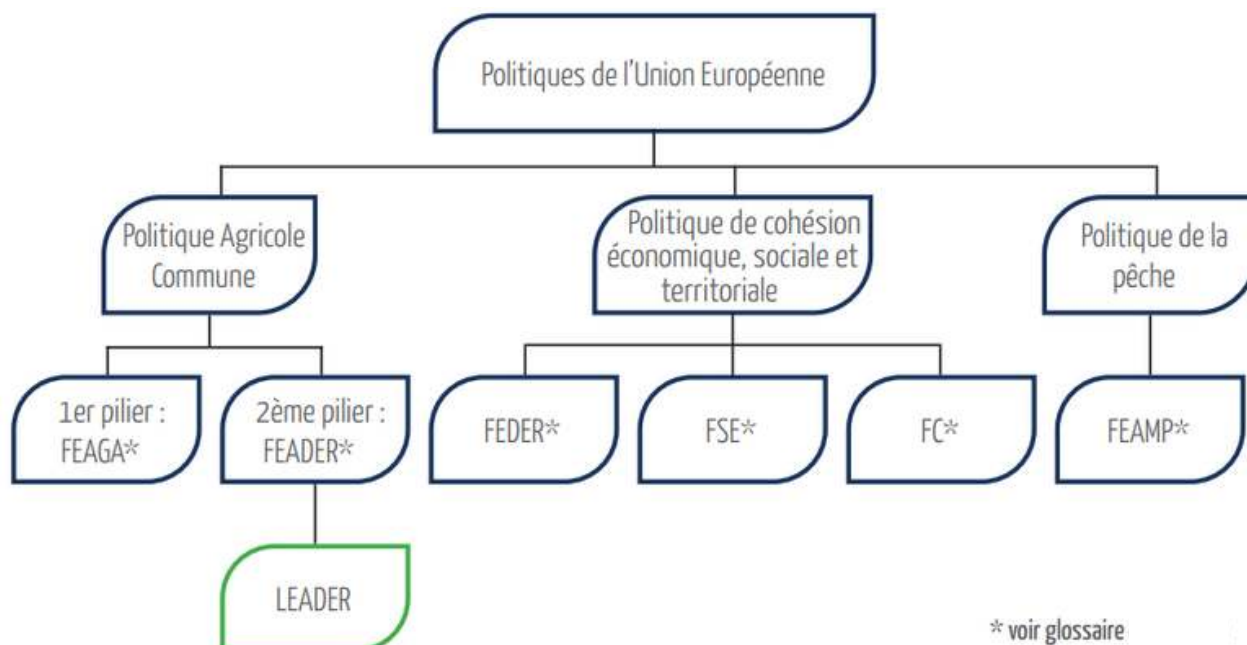 Politiques de l'Union Européenne
Politique Agricole
Commune
Politique de cohésion
économique, sociale et
territoriale
Politique de la
pêche
1er pilier :
FEAGA*
2ème pilier :
FEADER*
FEDER*
FSE*
FC*
FEAMP*
LEADER
* voir glossaire